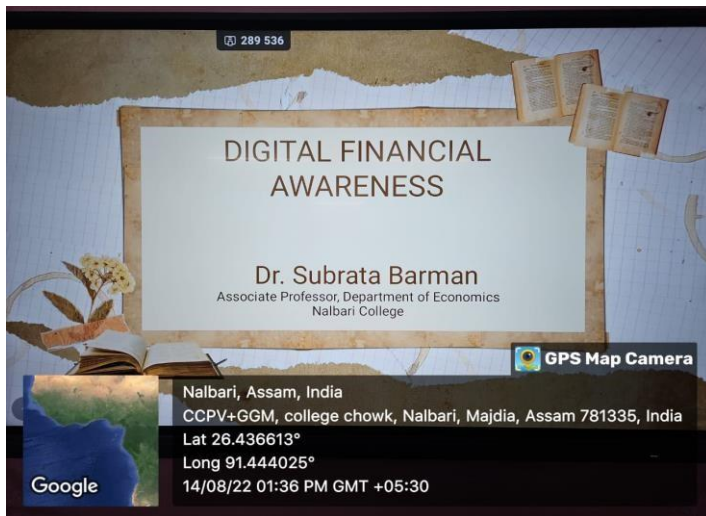 289 536
DIGITAL FINANCIAL
AWARENESS
Dr. Subrata Barman
Associate Professor, Department of Economics
Nalbari College
GPS Map Camera
Nalbari, Assam, India
CCPV+GGM, college chowk, Nalbari, Majdia, Assam 781335, India
Lat 26.436613°
Long 91.444025°
14/08/22 01:36 PM GMT +05:30
Google